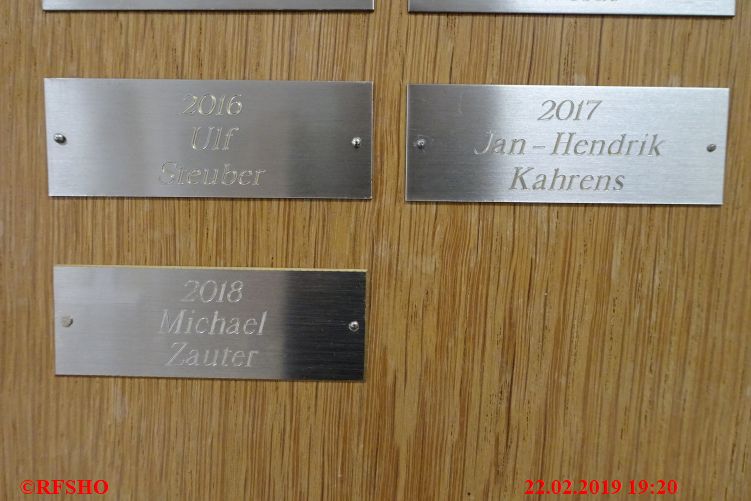 2016
Ulf
Steuber
2017
Jan-Hendrik
Kahrens
2018
Michael
Zauter
©RFSHO
22.02.2019 19:20